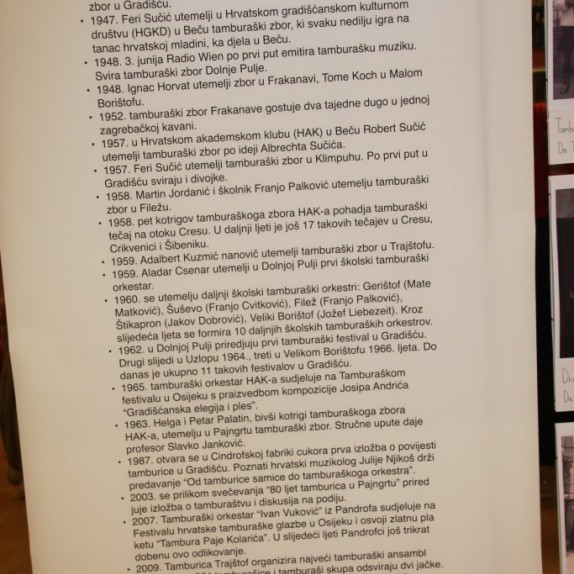 zbor u Gradišću.
• 1947. Feri Sučić utemelji u Hrvatskom gradišćanskom kulturnom
društvu (HGKD) u Beču tamburaški zbor, ki svaku nedilju igra na
tanac hrvatskoj mladini, ka djela u Beču.
• 1948. 3. junija Radio Wien po prvi put emitira tamburašku muziku.
Svira tamburaški zbor Dolnje Pulje.
• 1948. Ignac Horvat utemelji zbor u Frakanavi, Tome Koch u Malom
Borištofu.
• 1952. tamburaški zbor Frakanave gostuje dva tajedne dugo u jednoj
zagrebačkoj kavani.
• 1957. u Hrvatskom akademskom klubu (HAK) u Beču Robert Sučić
utemelji tamburaški zbor po ideji Albrechta Sučića.
• 1957. Feri Sučić utemelji tamburaški zbor u Klimpuhu. Po prvi put u
Gradišću sviraju i divojke.
• 1958. Martin Jordanić i školnik Franjo Palković utemelju tamburaški
zbor u Filežu.
• 1958. pet kotrigov tamburaškoga zbora HAK-a pohadja tamburaški
tečaj na otoku Cresu. U daljnji ljeti je još 17 takovih tečajev u Cresu,
Crikvenici i Šibeniku.
• 1959. Adalbert Kuzmić nanovič utemelji tamburaški zbor u Trajštofu.
• 1959. Aladar Csenar utemelji u Dolnjoj Pulji prvi školski tamburaški
orkestar.
• 1960. se utemelju daljnji školski tamburaški orkestri: Gerištof (Mate
Matković), Šuševo (Franjo Cvitković), Filež (Franjo Palković),
Štikapron (Jakov Dobrović), Veliki Borištof (Jožef Liebezeit). Kroz
slijedeća ljeta se formira 10 daljnjih školskih tamburaških orkestrov.
• 1962. u Dolnjoj Pulji priredjuju prvi tamburaški festival u Gradišću.
Drugi slijedi u Uzlopu 1964., treti u Velikom Borištofu 1966. ljeta. Do
danas je ukupno 11 takovih festivalov u Gradišću.
• 1965. tamburaški orkestar HAK-a sudjeluje na Tamburaškom
festivalu u Osijeku s praizvedbom kompozicije Josipa Andrića
"Gradišćanska elegija i ples".
• 1963. Helga i Petar Palatin, bivši kotrigi tamburaškoga zbora
HAK-a, utemelju u Pajngrtu tamburaški zbor. Stručne upute daje
profesor Slavko Janković.
• 1987. otvara se u Cindrofskoj fabriki cukora prva izložba o povijesti
tamburice u Gradišću. Poznati hrvatski muzikolog Julije Njikoš drži
predavanje "Od tamburice samice do tamburaškoga orkestra".
• 2003. se prilikom svečevanja "80 ljet tamburica u Pajngrtu" prired
juje izložba o tamburaštvu i diskusija na podiju.
• 2007. Tamburaški orkestar "Ivan Vuković" iz Pandrofa sudjeluje na
Festivalu hrvatske tamburaške glazbe u Osijeku i osvoji zlatnu pla
ketu "Tambura Paje Kolarića". U slijedeći ljeti Pandrofci još trikrat
dobenu ovo odlikovanje.
• 2009. Tamburica Trajštof organizira najveći tamburaški ansambl
tamburašice i tamburaši skupa odsviraju dvi jačke.